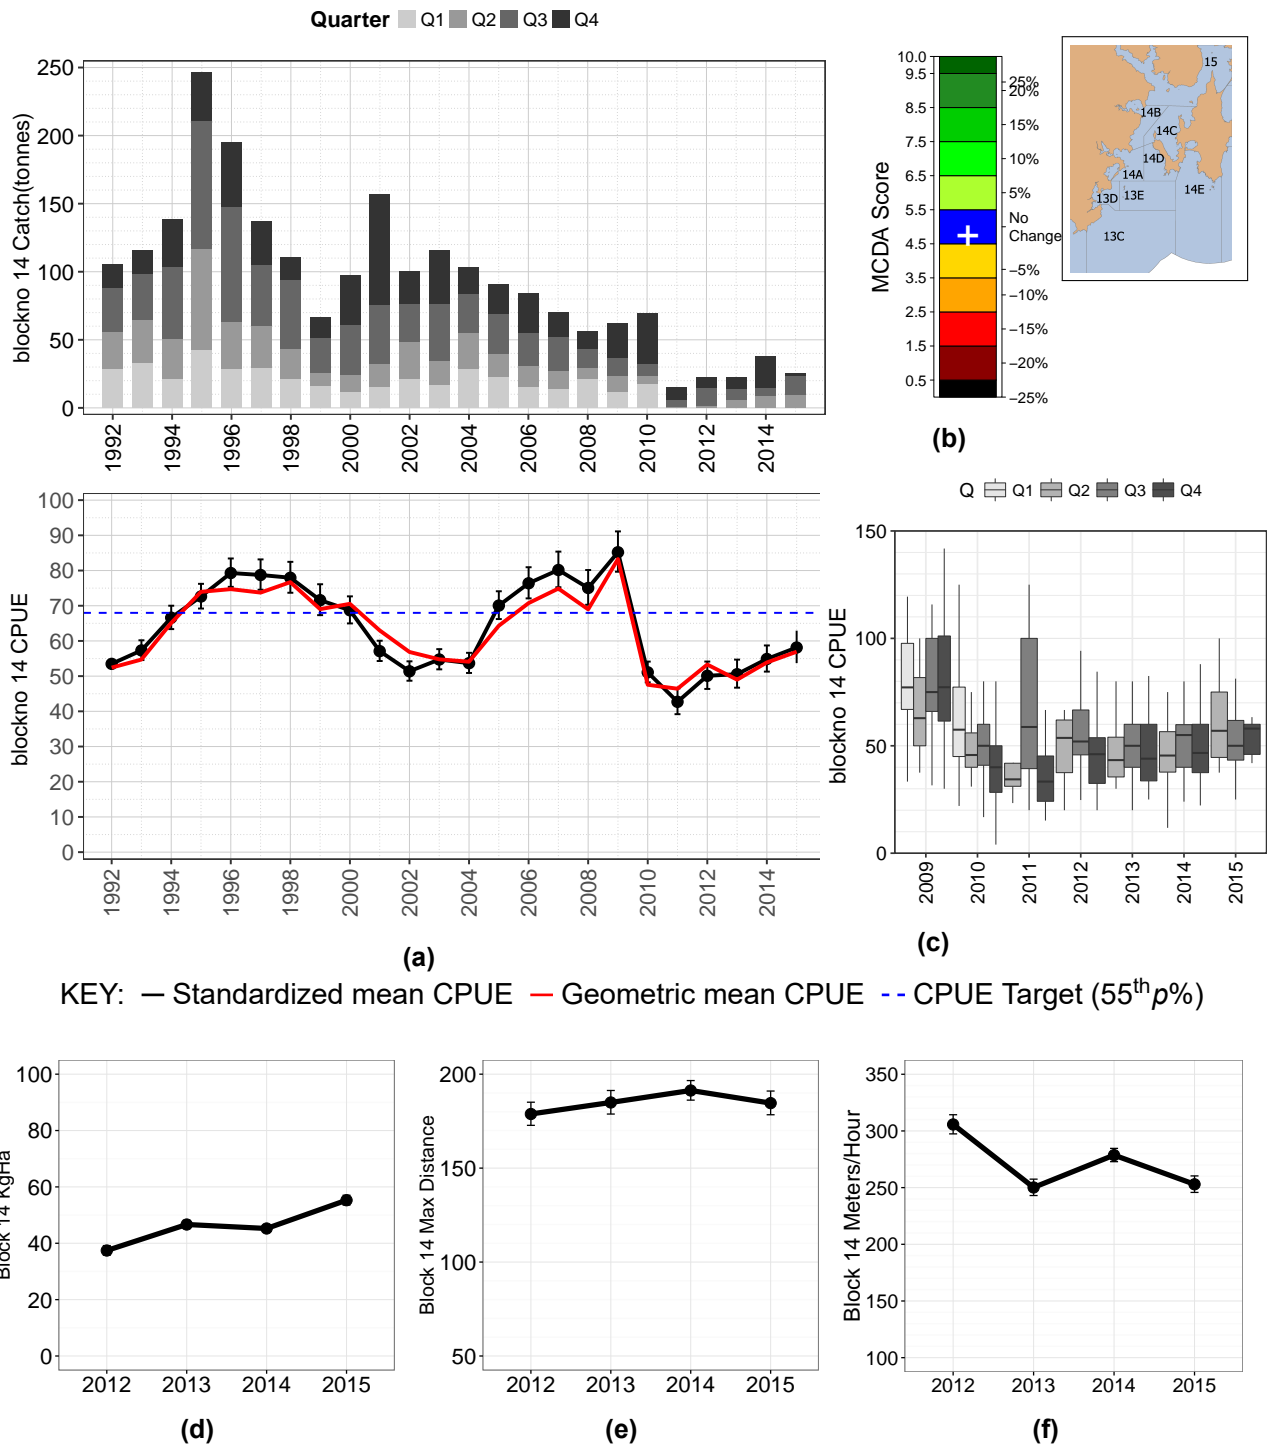 Quarter Q1 Q2 Q3 Q4
blockno 14 Catch(tonnes)
250
200
150
100
50
0
1992 1994 1996 1998 2000 2002 2004 2006 2008 2010 2012 2014
blockno 14 CPUE
100
90
80
70
60
50
40
30
20
10
0
1992 1994 1996 1998 2000 2002 2004 2006 2008 2010 2012 2014
(a)
MCDA Score
10.0
9.5
8.5
7.5
6.5
5.5
4.5
3.5
2.5
1.5
0.5
25%
20%
15%
10%
5%
No
Change
−5%
−10%
−15%
−20%
−25%
(b)
15
14B
14C
14D
14A
14E
13D 13E
13C
Q Q1 Q2 Q3 Q4
blockno 14 CPUE
150
100
50
0
2009 2010 2011 2012 2013 2014 2015
(c)
KEY: Standardized mean CPUE Geometric mean CPUE CPUE Target (55th p%)
Block 14 KgHa
100
80
60
40
20
0
2012 2013 2014 2015
(d)
Block 14 Max Distance
200
150
100
50
2012 2013 2014 2015
(e)
Block 14 Meters/Hour
350
300
250
200
150
100
2012 2013 2014 2015
(f)